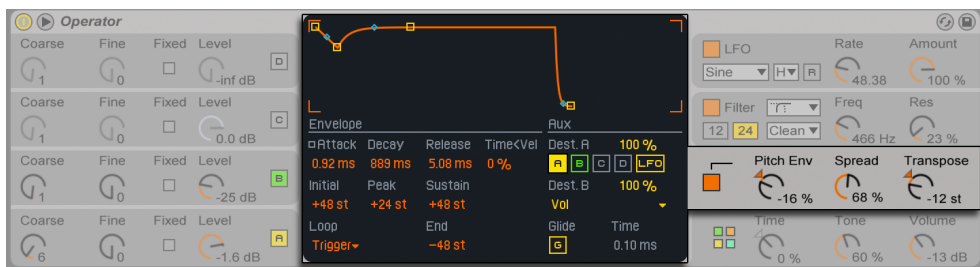 Operator
Coarse Fine Fixed Level
1 0 -inf dB D
Coarse Fine Fixed Level
1 0 0.0 dB C
Coarse Fine Fixed Level
1 0 -25 dB B
Coarse Fine Fixed Level
6 0 -1.6 dB A
Envelope
Attack Decay Release Time<Vel
0.92 ms 889 ms 5.08 ms 0 %
Initial Peak Sustain
+48 st +24 st +48 st
Loop End
Trigger -48 st
Aux
Dest. A 100 %
A B C D LFO
Dest. B 100 %
Vol
Glide Time
G 0.10 ms
LFO Rate Amount
Sine H R 48.38 100 %
Filter Freq Res
12 24 Clean 466 Hz 23 %
Pitch Env Spread Transpose
-16 % 68 % -12 st
Time Tone Volume
0 % 60 % -13 dB